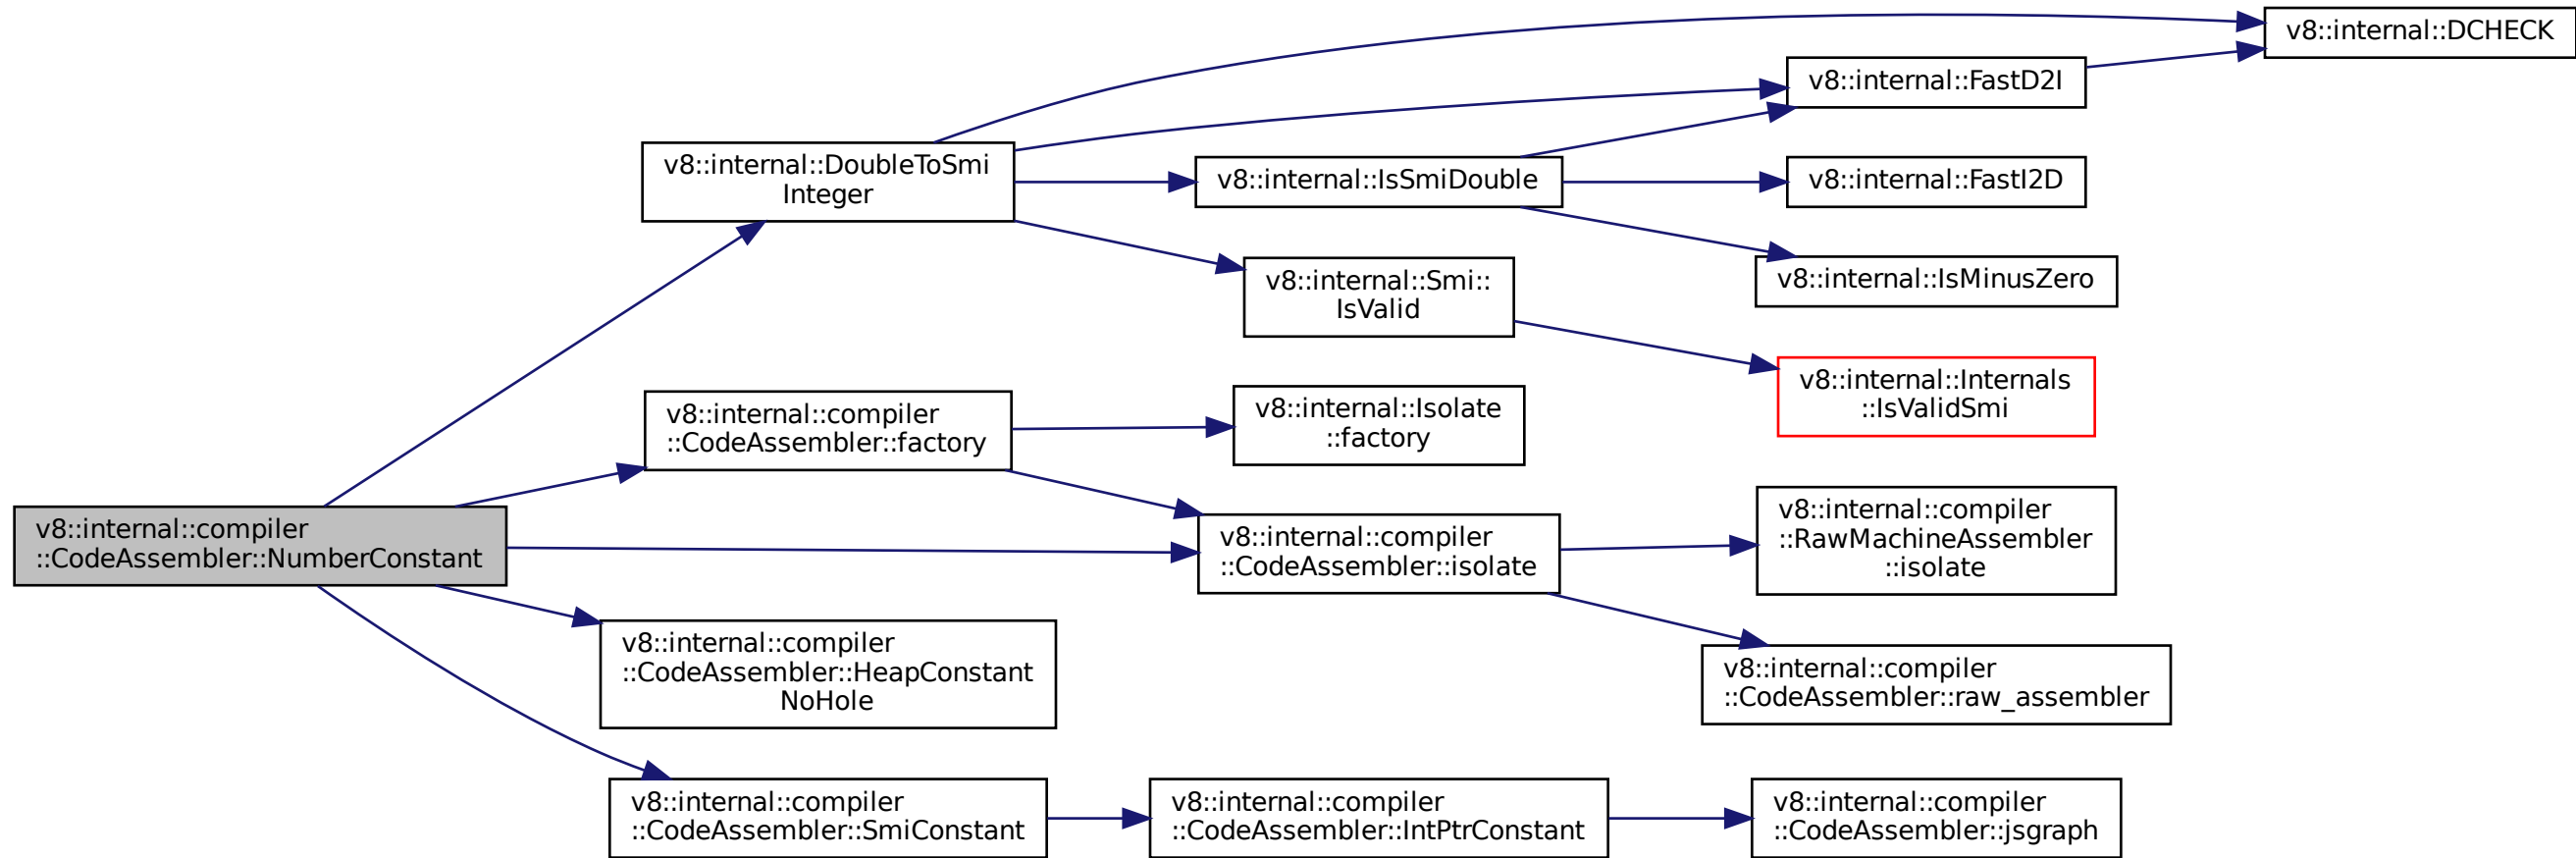 v8::internal::compiler
::CodeAssembler::NumberConstant
v8::internal::DoubleToSmi
Integer
v8::internal::DCHECK
v8::internal::FastD2I
v8::internal::IsSmiDouble
v8::internal::FastI2D
v8::internal::IsMinusZero
v8::internal::Smi::
IsValid
v8::internal::Internals
::IsValidSmi
v8::internal::compiler
::CodeAssembler::factory
v8::internal::Isolate
::factory
v8::internal::compiler
::CodeAssembler::isolate
v8::internal::compiler
::RawMachineAssembler
::isolate
v8::internal::compiler
::CodeAssembler::raw_assembler
v8::internal::compiler
::CodeAssembler::HeapConstant
NoHole
v8::internal::compiler
::CodeAssembler::SmiConstant
v8::internal::compiler
::CodeAssembler::IntPtrConstant
v8::internal::compiler
::CodeAssembler::jsgraph